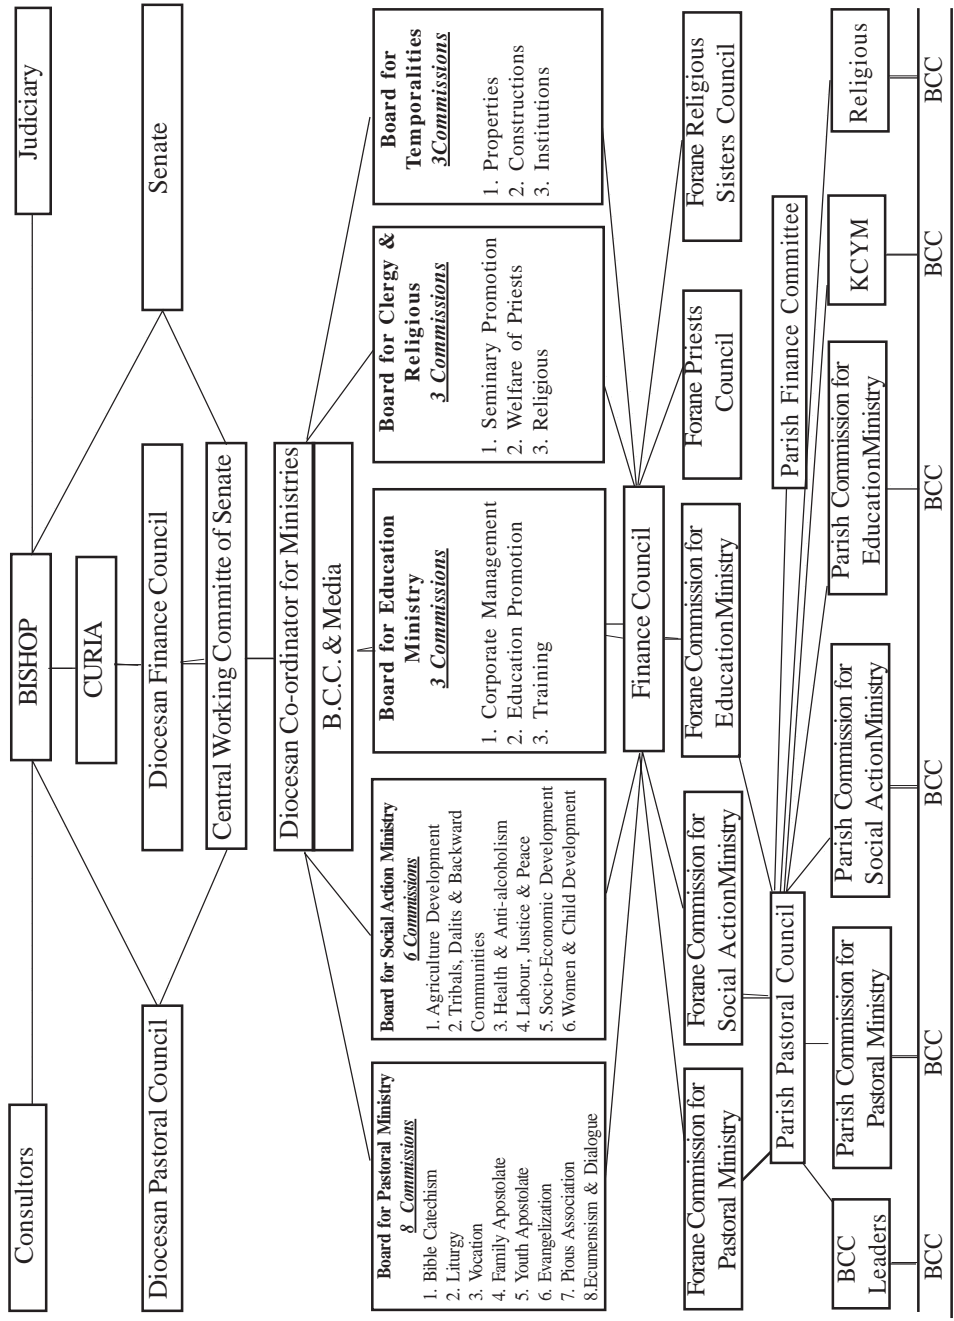 Consultors
BISHOP
Judiciary
CURIA
Diocesan Pastoral Council
Diocesan Finance Council
Senate
Central Working Committe of Senate
Diocesan Co-ordinator for Ministries
B.C.C. & Media
Board for Pastoral Ministry
8 Commissions
1. Bible Catechism
2. Liturgy
3. Vocation
4. Family Apostolate
5. Youth Apostolate
6. Evangelization
7. Pious Association
8.Ecumensism & Dialogue
Board for Social Action Ministry
6 Commissions
1. Agriculture Development
2. Tribals, Dalits & Backward
Communities
3. Health & Anti-alcoholism
4. Labour, Justice & Peace
5. Socio-Economic Development
6. Women & Child Development
Board for Education
Ministry
3 Commissions
1. Corporate Management
2. Education Promotion
3. Training
Board for Clergy &
Religious
3 Commissions
1. Seminary Promotion
2. Welfare of Priests
3. Religious
Board for
Temporalities
3Commissions
1. Properties
2. Constructions
3. Institutions
Finance Council
Forane Commission for
Pastoral Ministry
Forane Commission for
Social ActionMinistry
Forane Commission for
EducationMinistry
Forane Priests
Council
Forane Religious
Sisters Council
Parish Pastoral Council
Parish Finance Committee
BCC
Leaders
Parish Commission for
Pastoral Ministry
Parish Commission for
Social ActionMinistry
Parish Commission for
EducationMinistry
KCYM
Religious
BCC
BCC
BCC
BCC
BCC
BCC